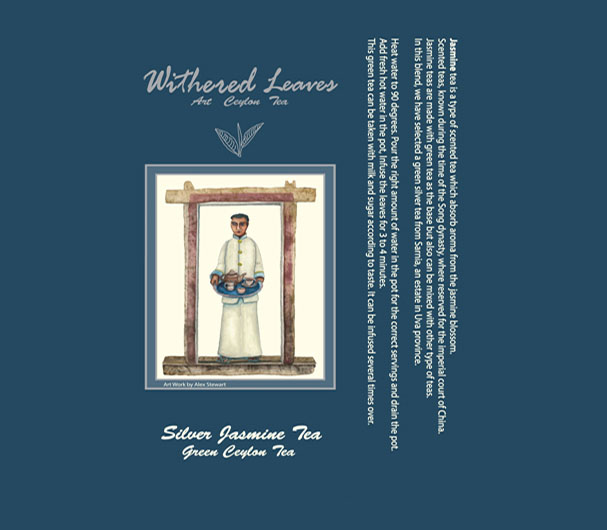 Withered Leaves
Art Ceylon Tea
Art Work by Alex Stewart
Silver Jasmine Tea
Green Ceylon Tea
Jasmine tea is a type of scented tea which absorb aroma from the jasmine blossom.
Scented teas, known during the time of the Song dynasty, where reserved for the imperial court of China.
Jasmine teas are made with green tea as the base but also can be mixed with other type of teas.
In this blend, we have selected a green silver tea from Sarnia, an estate in Uva province.
Heat water to 90 degrees. Pour the right amount of water in the pot for the correct servings and drain the pot.
Add fresh hot water in the pot, Infuse the leaves for 3 to 4 minutes.
This green tea can be taken with milk and sugar according to taste. It can be infused several times over.